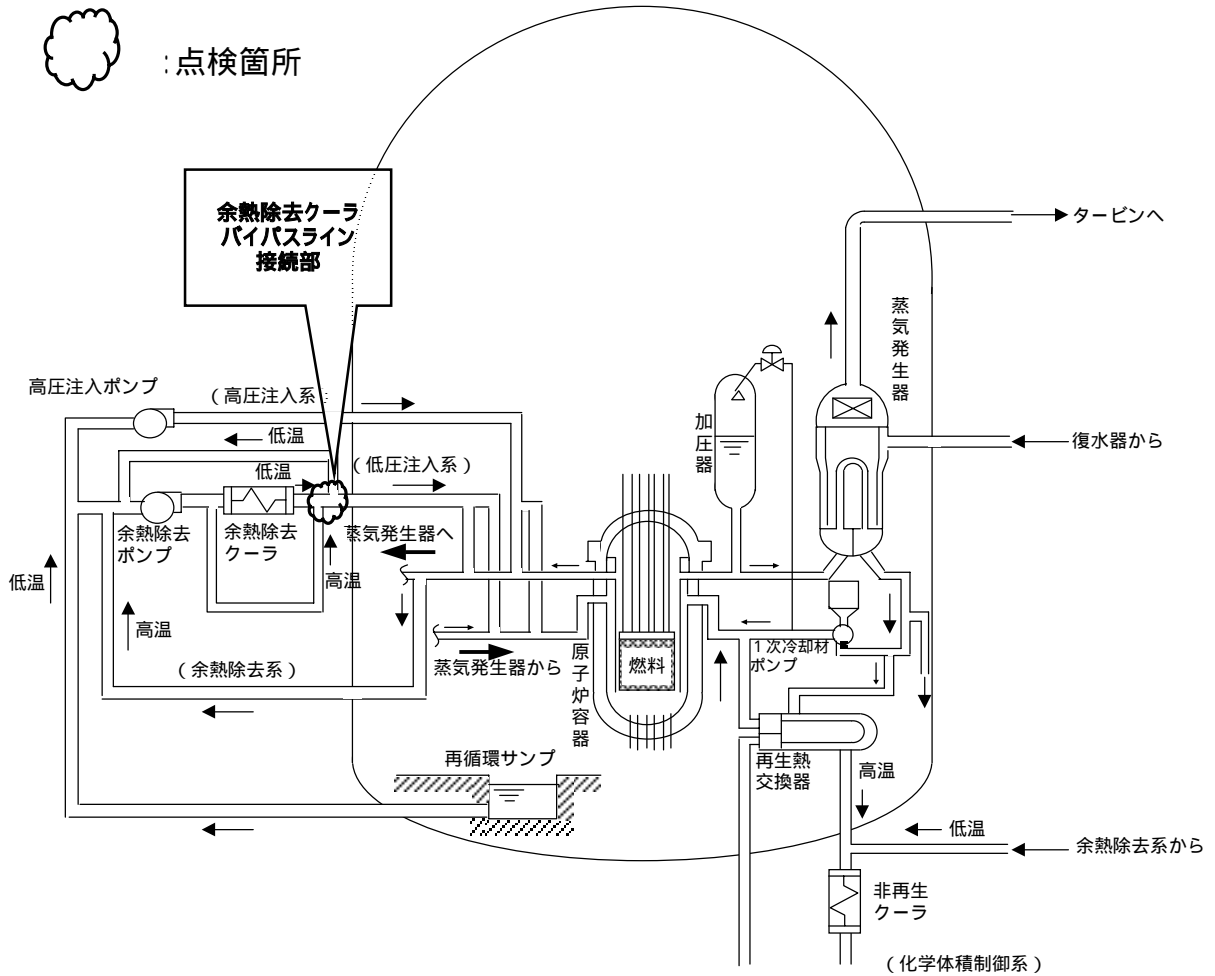 :点検箇所
余熱除去クーラ
バイパスライン
接続部
タービンへ
蒸気発生器
高圧注入ポンプ
(高圧注入系)
加圧器
復水器から
低温
低温
(低圧注入系)
余熱除去
ポンプ
余熱除去
クーラ
蒸気発生器へ
低温
高温
高温
(余熱除去系)
蒸気発生器から
原子炉容器
燃料
1次冷却材
ポンプ
再循環サンプ
再生熱
交換器
高温
低温
余熱除去系から
非再生
クーラ
(化学体積制御系)